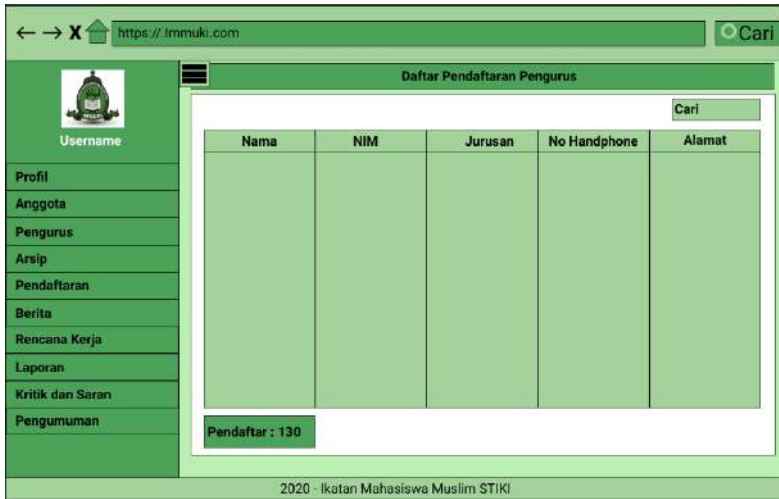 https://.Immuki.com
Cari
Username
Daftar Pendaftaran Pengurus
Cari
Nama NIM Jurusan No Handphone Alamat
Profil
Anggota
Pengurus
Arsip
Pendaftaran
Berita
Rencana Kerja
Laporan
Kritik dan Saran
Pengumuman
Pendaftar : 130
2020 - Ikatan Mahasiswa Muslim STIKI